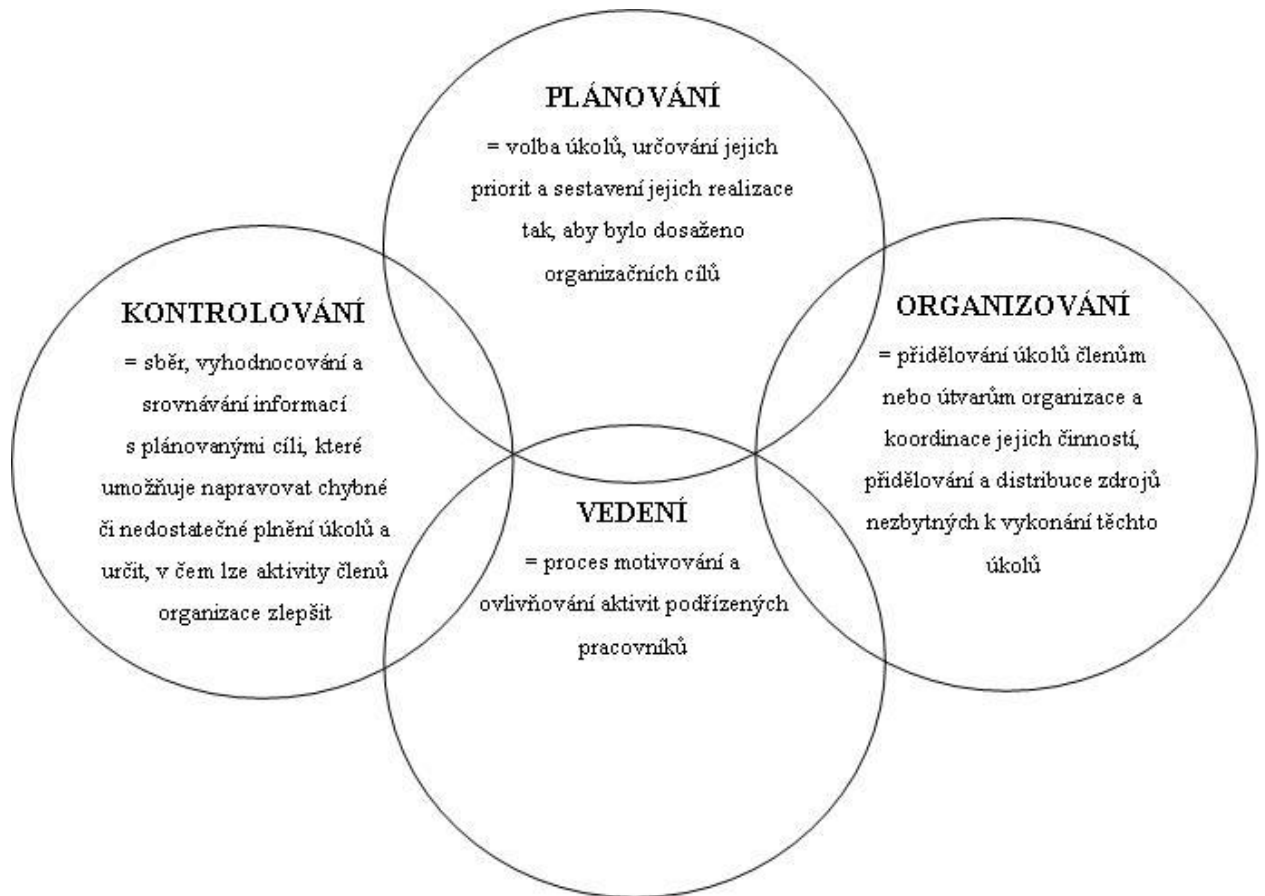 PLÁNOVÁNÍ
= volba úkolů, určování jejich
priorit a sestavení jejich realizace
tak, aby bylo dosaženo
organizačních cílů
KONTROLOVÁNÍ
= sběr, vyhodnocování a
srovnávání informací
s plánovanými cíli, které
umožňuje napravovat chybné
či nedostatečné plnění úkolů a
určit, v čem lze aktivity členů
organizace zlepšit
VEDENÍ
= proces motivování a
ovlivňování aktivit podřízených
pracovníků
ORGANIZOVÁNÍ
= přidělování úkolů členům
nebo útvarům organizace a
koordinace jejich činností,
přidělování a distribuce zdrojů
nezbytných k vykonání těchto
úkolů